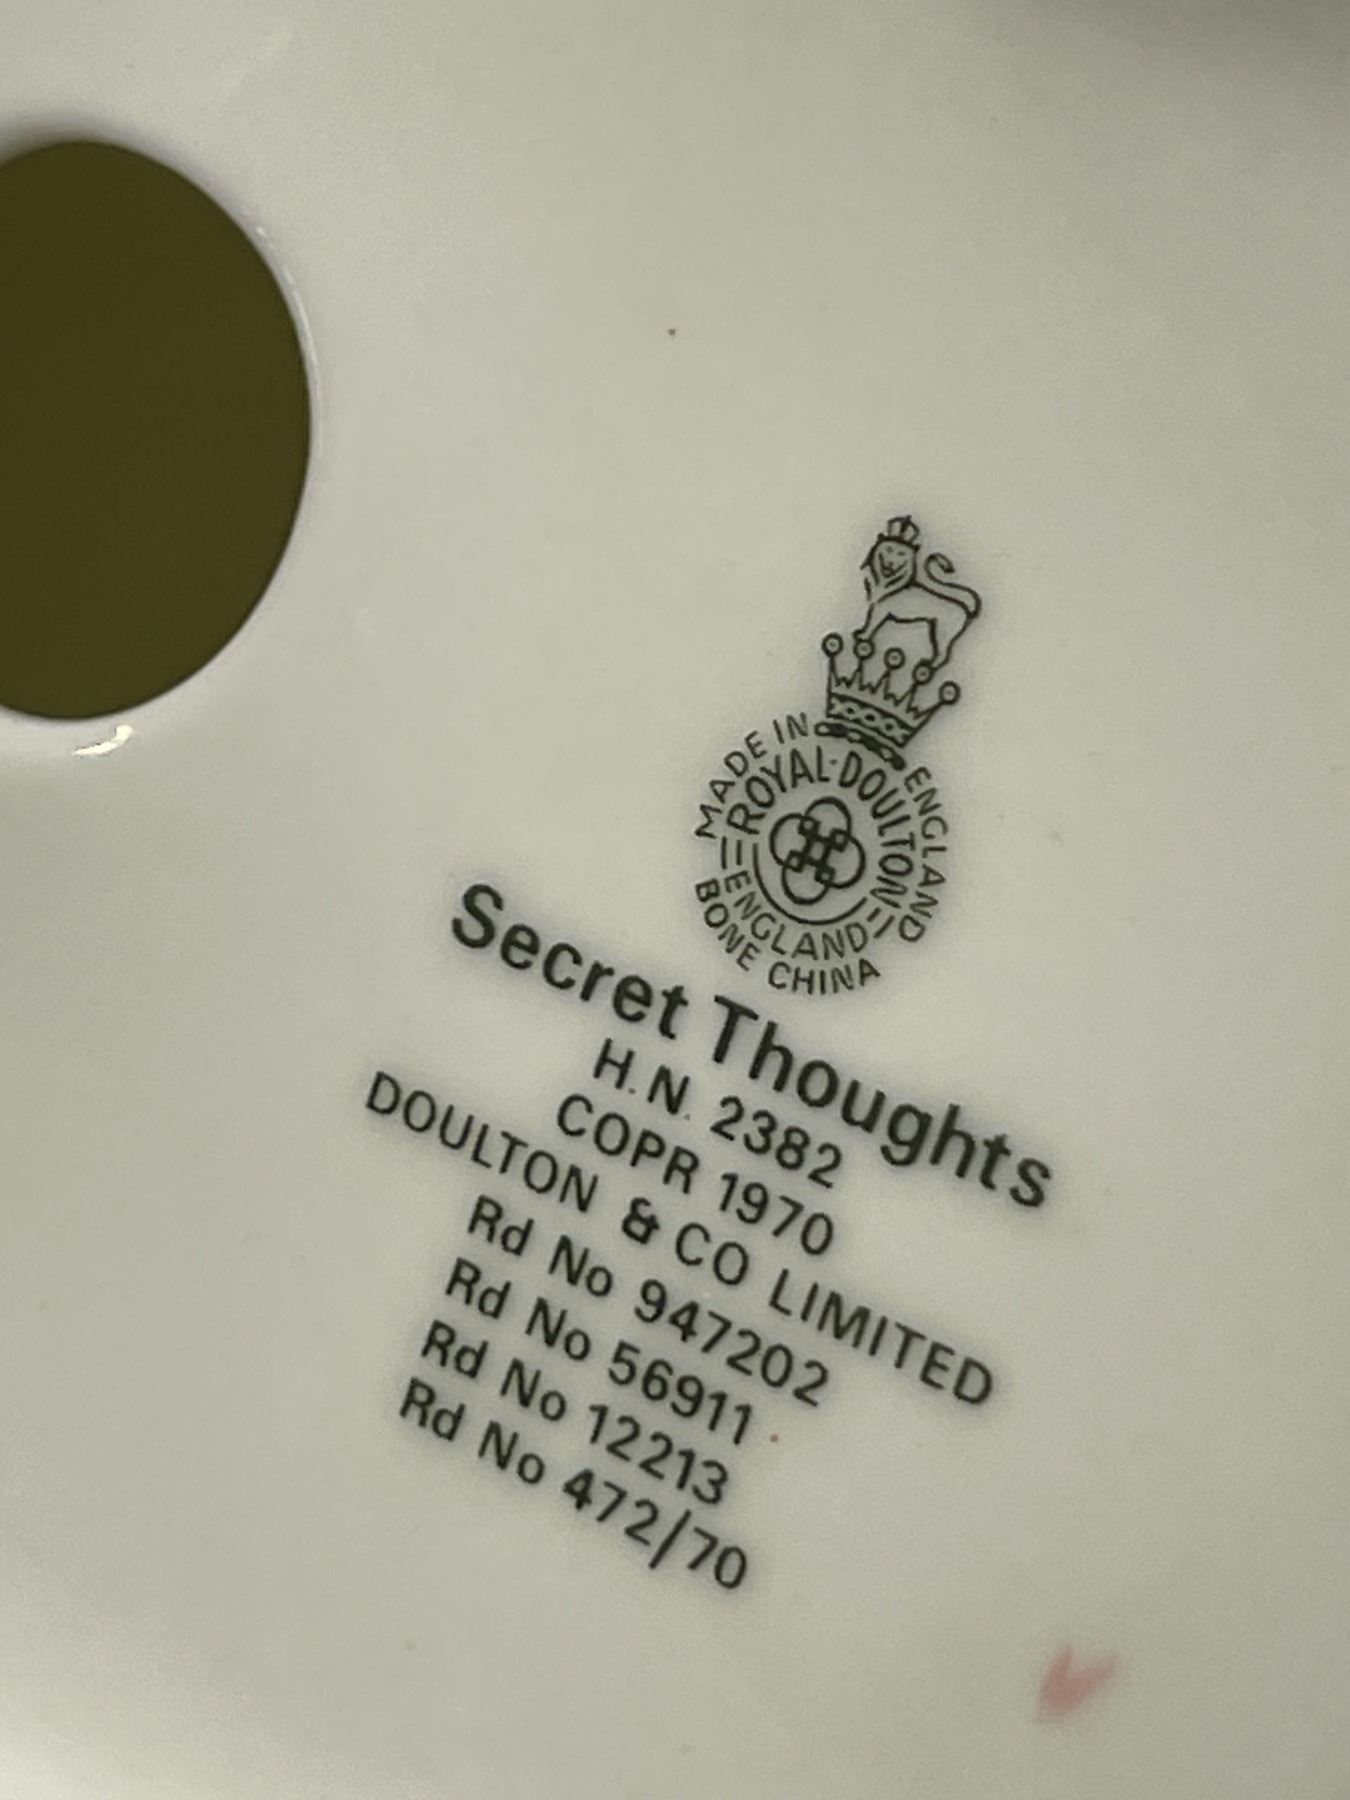 MADE IN ENGLAND
ROYAL·DOULTON
ENGLAND
BONE CHINA
Secret Thoughts
H.N. 2382
COPR 1970
DOULTON & CO LIMITED
Rd No 947202
Rd No 56911
Rd No 12213
Rd No 472/70